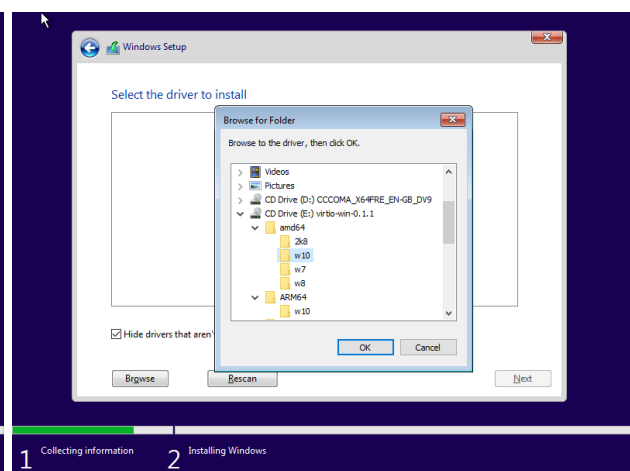 Windows Setup
Select the driver to install
Browse for Folder
Browse to the driver, then click OK.
Videos
Pictures
CD Drive (D:) CCCOMA_X64FRE_EN-GB_DV9
CD Drive (E:) virtio-win-0.1.1
amd64
2k8
w10
w7
w8
ARM64
w10
Hide drivers that aren'
OK Cancel
Browse Rescan Next
1 Collecting information 2 Installing Windows